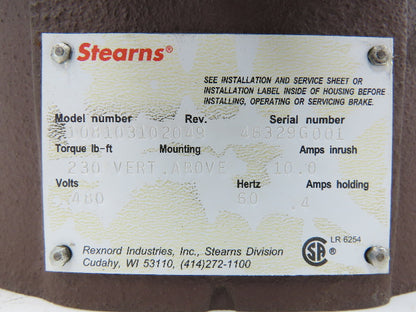 Stearns®
SEE INSTALLATION AND SERVICE SHEET OR
INSTALLATION LABEL INSIDE OF HOUSING BEFORE
INSTALLING, OPERATING OR SERVICING BRAKE.
Model number Rev. Serial number
108103102049 48329G001
Torque lb-ft Mounting Amps inrush
230 VERT.ABOVE 10.0
Volts Hertz Amps holding
480 60 .4
Rexnord Industries, Inc., Stearns Division
Cudahy, WI 53110, (414)272-1100
LR 6254